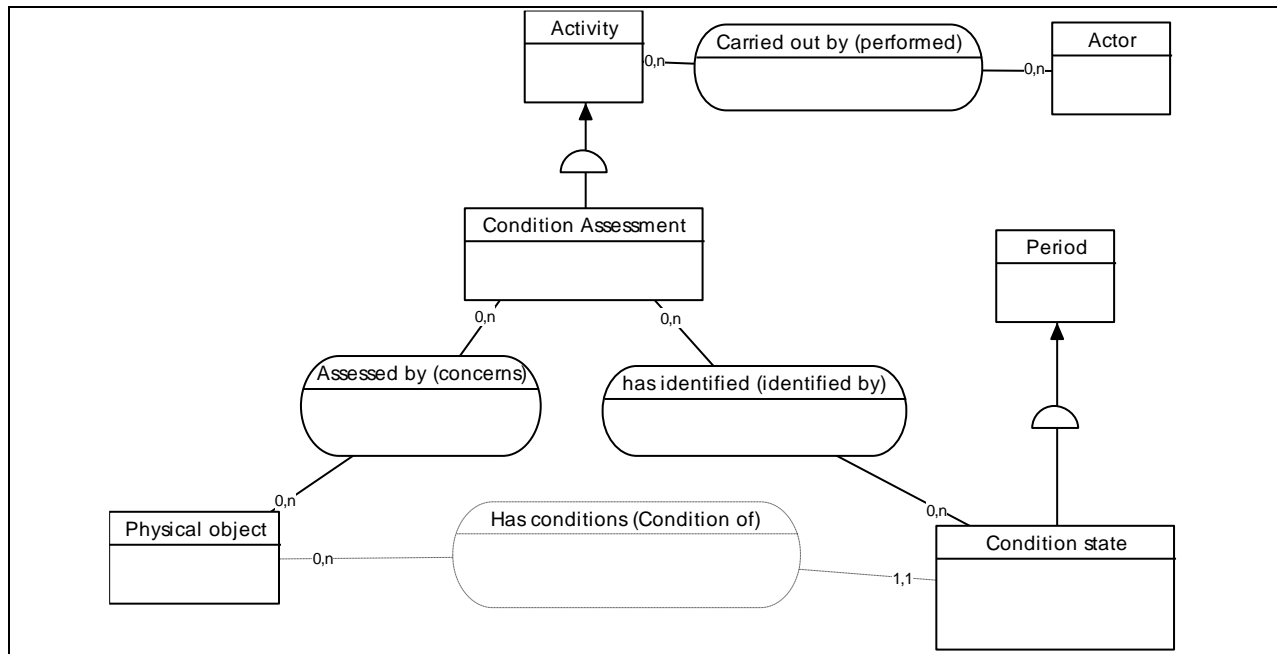 Activity
Carried out by (performed)
Actor
0,n
0,n
Condition Assessment
Period
0,n
0,n
Assessed by (concerns)
has identified (identified by)
0,n
0,n
Physical object
Has conditions (Condition of)
Condition state
0,n
1,1